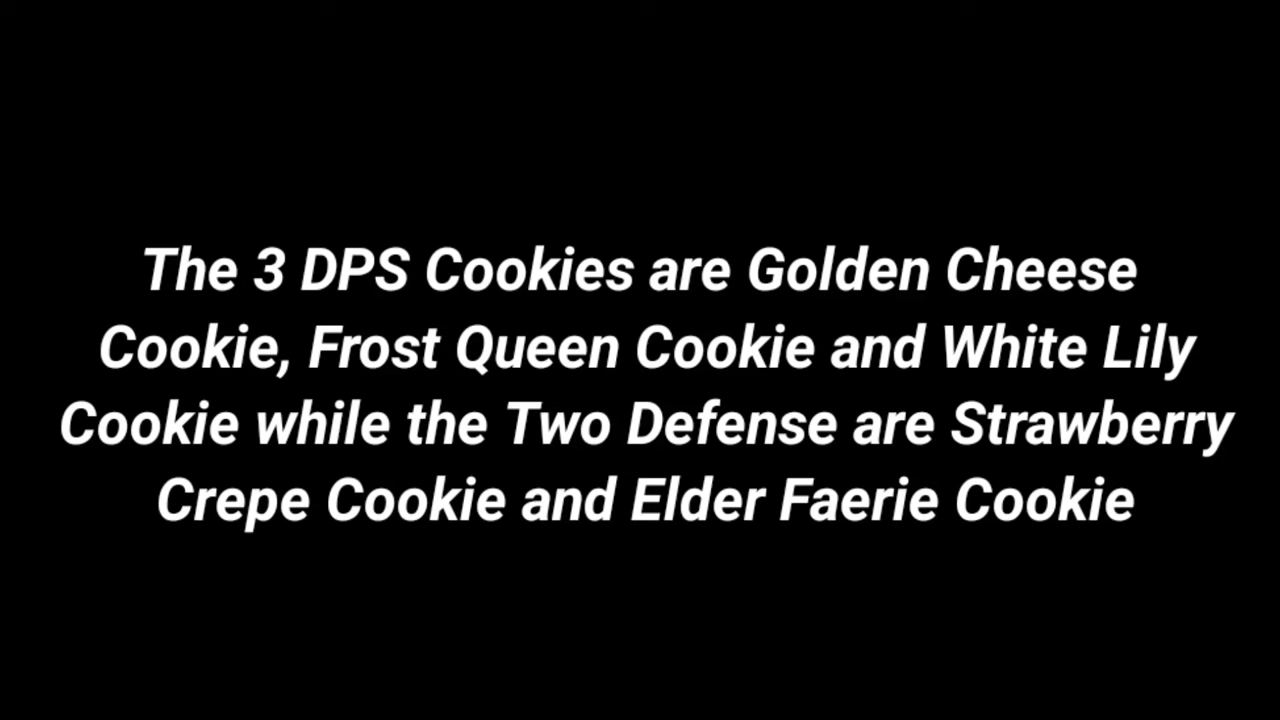 The 3 DPS Cookies are Golden Cheese
Cookie, Frost Queen Cookie and White Lily
Cookie while the Two Defense are Strawberry
Crepe Cookie and Elder Faerie Cookie